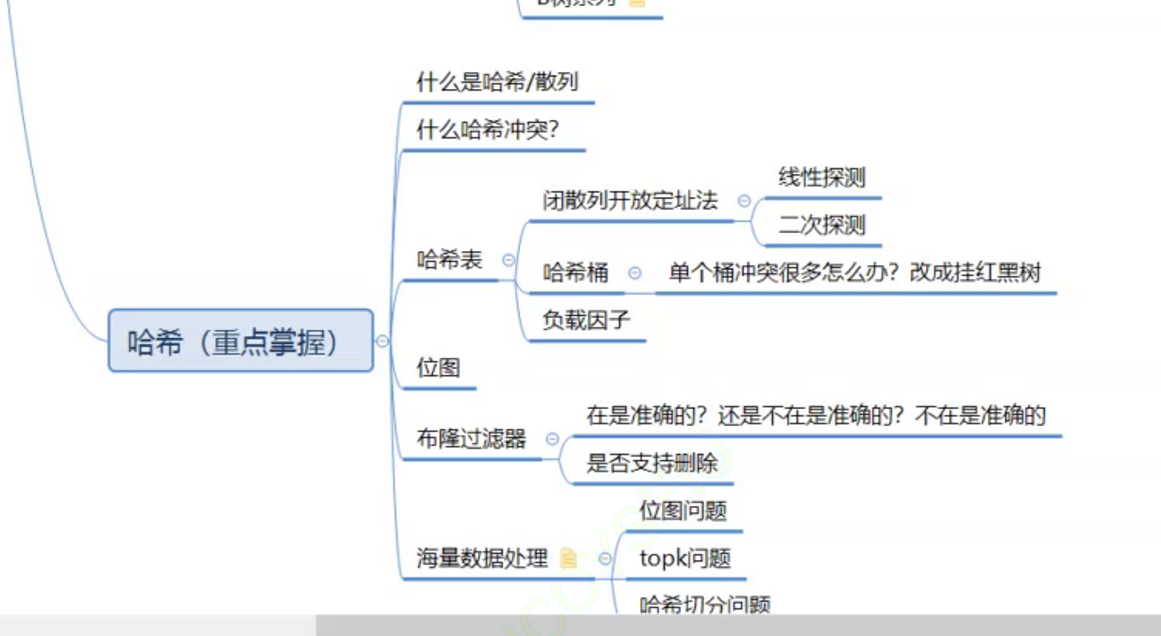 B树系列
什么是哈希/散列
什么哈希冲突？
线性探测
闭散列开放定址法
二次探测
哈希表
哈希桶
单个桶冲突很多怎么办？改成挂红黑树
负载因子
哈希（重点掌握）
位图
在是准确的？还是不在是准确的？不在是准确的
布隆过滤器
是否支持删除
位图问题
海量数据处理
topk问题
哈希切分问题